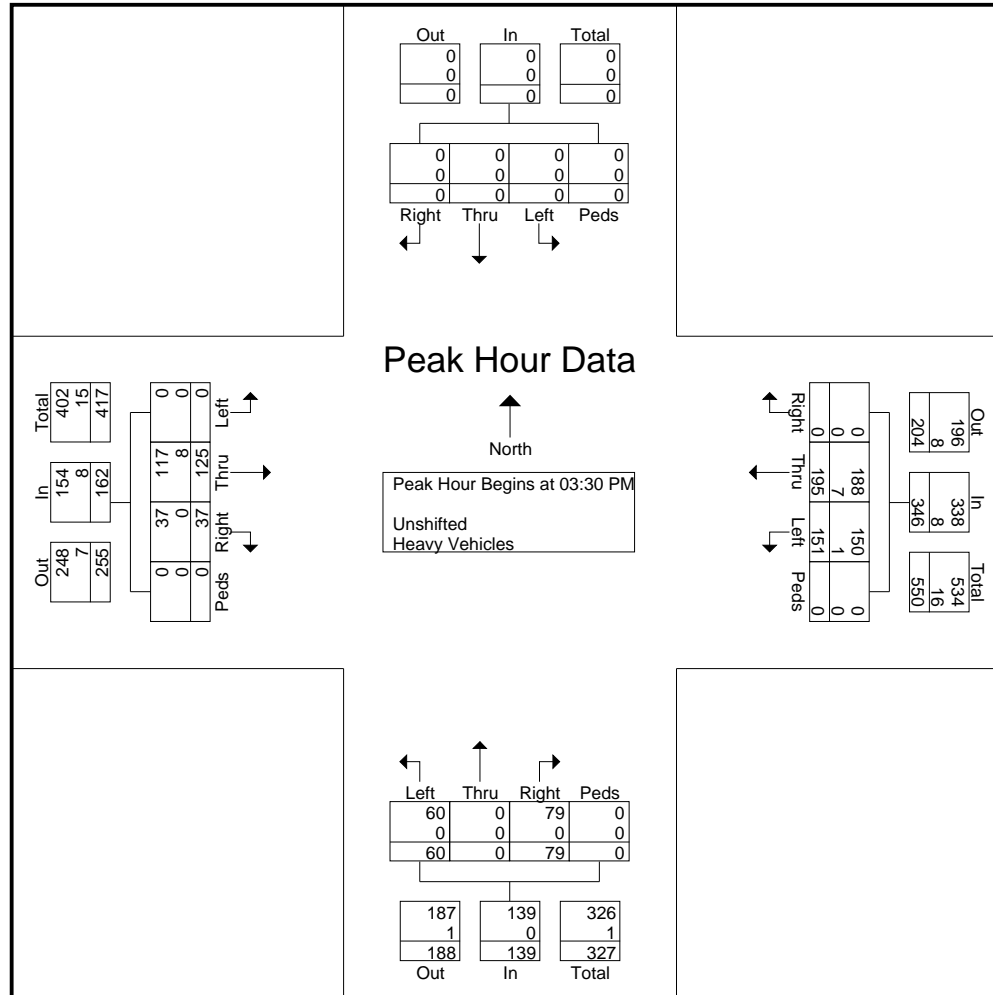 Out In Total
0 0 0
0 0 0
0 0 0
0 0 0 0
0 0 0 0
0 0 0 0
Right Thru Left Peds
Peak Hour Data
North
Peak Hour Begins at 03:30 PM
Unshifted
Heavy Vehicles
Total
402
15
417
In
154
8
162
Out
248
7
255
0 0 0
Left
117 8 125
Thru
37 0 37
Right
0 0 0
Peds
Right
0 0 0
Thru
188 7 195
Left
150 1 151
Peds
0 0 0
Out
196
8
204
In
338
8
346
Total
534
16
550
Left Thru Right Peds
60 0 79 0
0 0 0 0
60 0 79 0
187 139 326
1 0 1
188 139 327
Out In Total